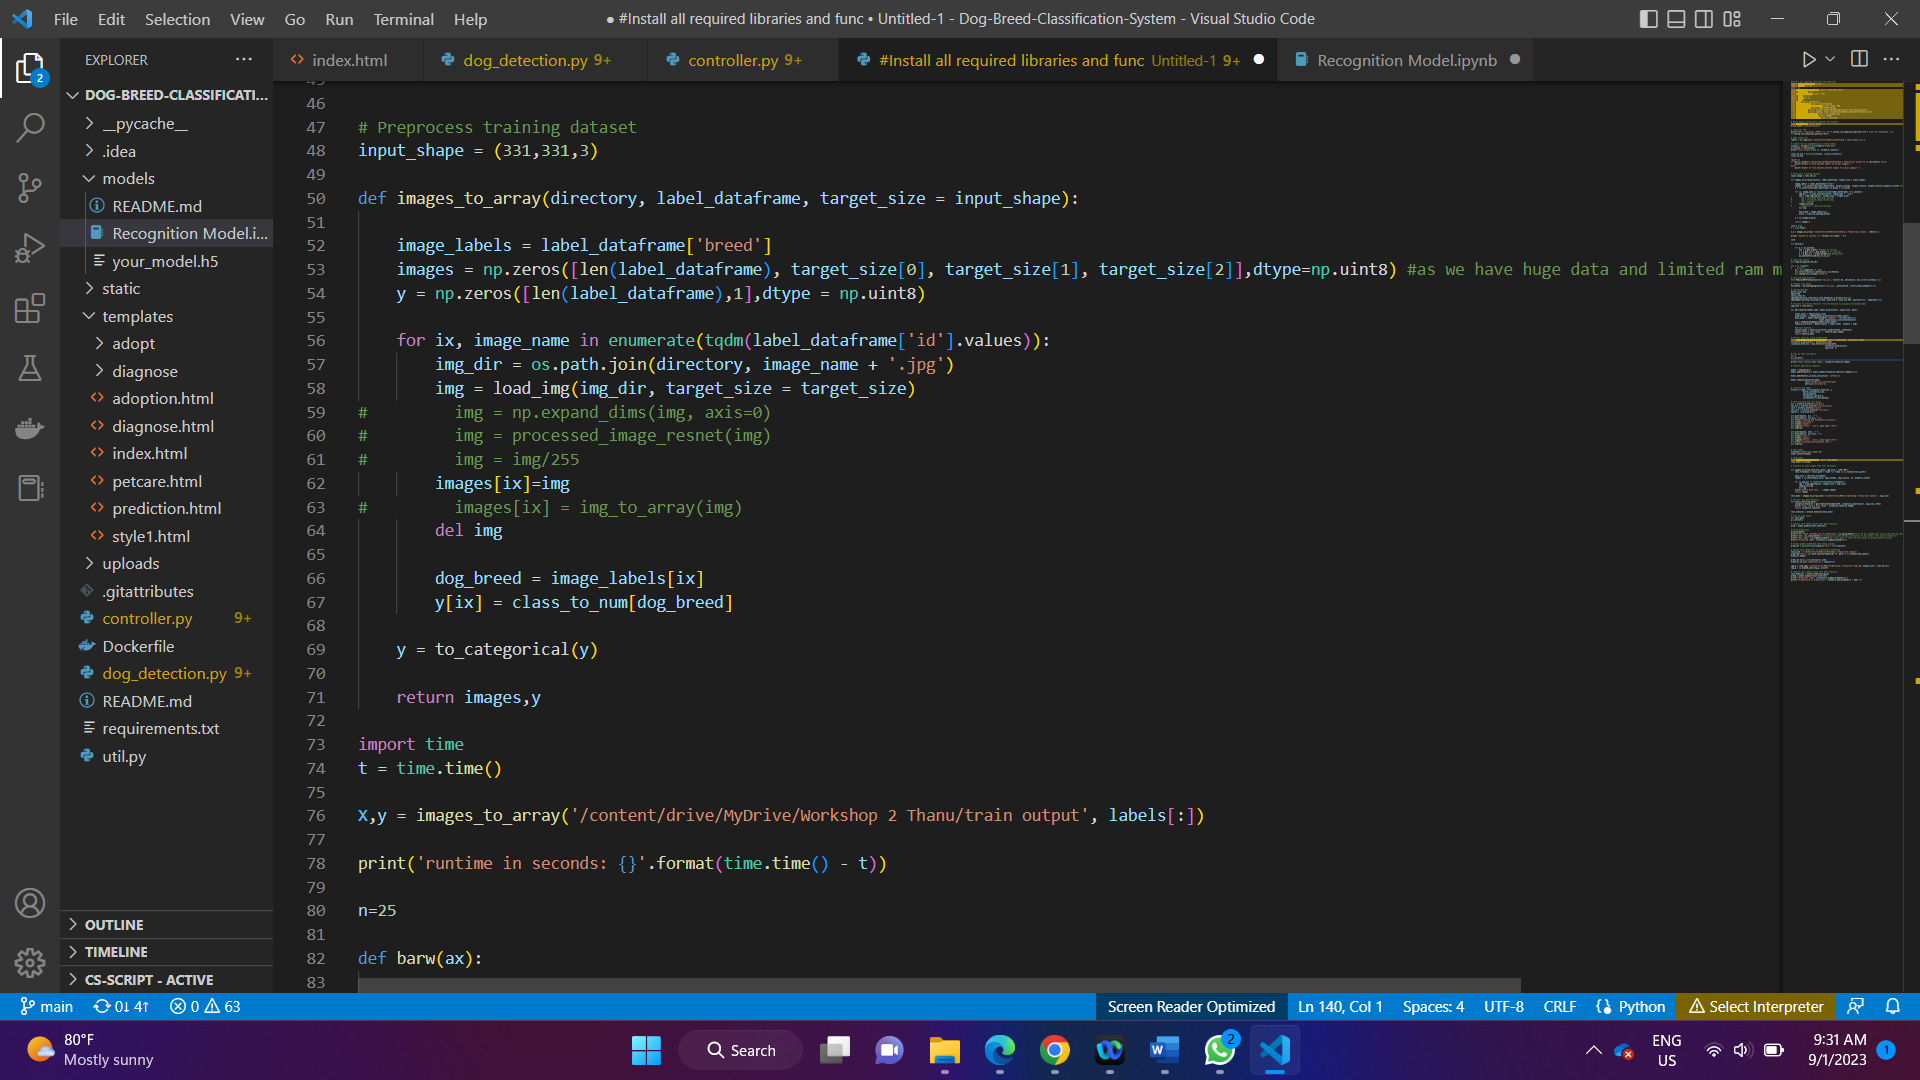 File Edit Selection View Go Run Terminal Help
● #Install all required libraries and func • Untitled-1 - Dog-Breed-Classification-System - Visual Studio Code
EXPLORER
index.html
dog_detection.py 9+
controller.py 9+
#Install all required libraries and func Untitled-1 9+
Recognition Model.ipynb
DOG-BREED-CLASSIFICATI...
__pycache__
.idea
models
README.md
Recognition Model.i...
your_model.h5
static
templates
adopt
diagnose
adoption.html
diagnose.html
index.html
petcare.html
prediction.html
style1.html
uploads
.gitattributes
controller.py 9+
Dockerfile
dog_detection.py 9+
README.md
requirements.txt
util.py
OUTLINE
TIMELINE
CS-SCRIPT - ACTIVE
2
46
47 # Preprocess training dataset
48 input_shape = (331,331,3)
49
50 def images_to_array(directory, label_dataframe, target_size = input_shape):
51
52 image_labels = label_dataframe['breed']
53 images = np.zeros([len(label_dataframe), target_size[0], target_size[1], target_size[2]],dtype=np.uint8) #as we have huge data and limited ram m
54 y = np.zeros([len(label_dataframe),1],dtype = np.uint8)
55
56 for ix, image_name in enumerate(tqdm(label_dataframe['id'].values)):
57 img_dir = os.path.join(directory, image_name + '.jpg')
58 img = load_img(img_dir, target_size = target_size)
59 # img = np.expand_dims(img, axis=0)
60 # img = processed_image_resnet(img)
61 # img = img/255
62 images[ix]=img
63 # images[ix] = img_to_array(img)
64 del img
65
66 dog_breed = image_labels[ix]
67 y[ix] = class_to_num[dog_breed]
68
69 y = to_categorical(y)
70
71 return images,y
72
73 import time
74 t = time.time()
75
76 X,y = images_to_array('/content/drive/MyDrive/Workshop 2 Thanu/train output', labels[:])
77
78 print('runtime in seconds: {}'.format(time.time() - t))
79
80 n=25
81
82 def barw(ax):
83
main 0↓ 4↑ 0 63
Screen Reader Optimized Ln 140, Col 1 Spaces: 4 UTF-8 CRLF Python Select Interpreter
80°F
Mostly sunny
Search
2
ENG
US
9:31 AM
9/1/2023
1